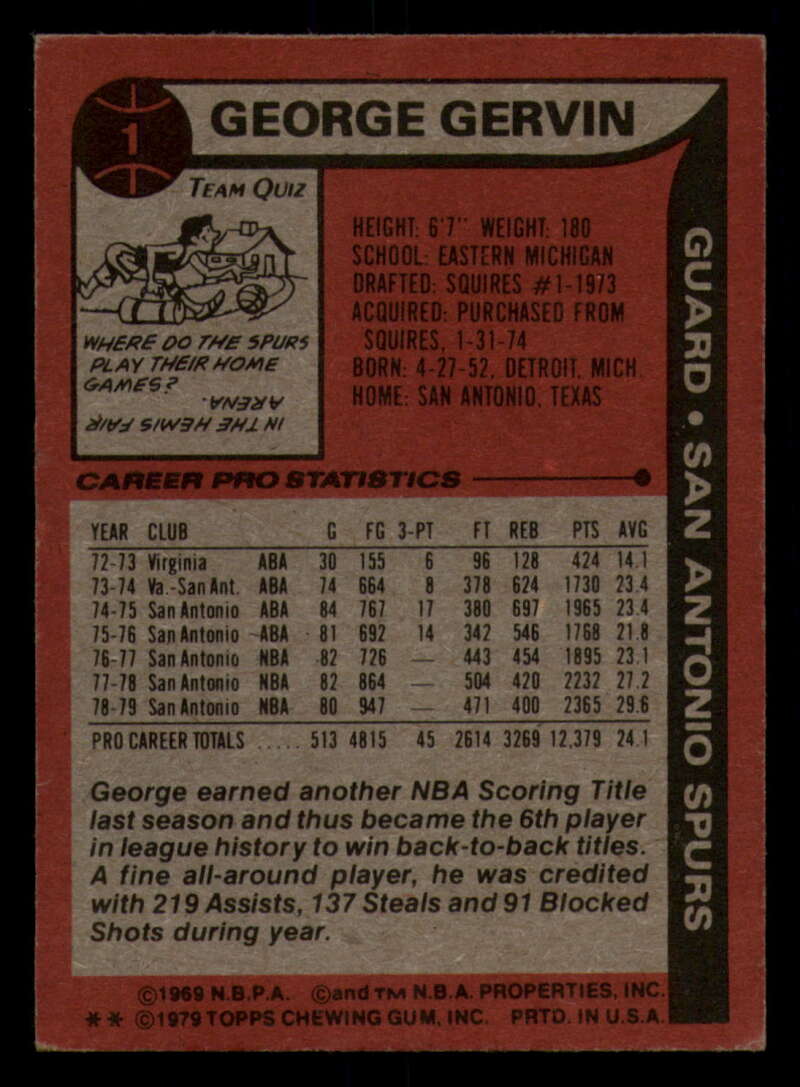 1
GEORGE GERVIN
TEAM QUIZ
WHERE DO THE SPURS
PLAY THEIR HOME
GAMES?
IN THE HEMIS FAIR
ARENA.
HEIGHT: 6'7" WEIGHT: 180
SCHOOL: EASTERN MICHIGAN
DRAFTED: SQUIRES #1-1973
ACQUIRED: PURCHASED FROM
SQUIRES, 1-31-74
BORN: 4-27-52, DETROIT, MICH.
HOME: SAN ANTONIO, TEXAS
GUARD • SAN ANTONIO SPURS
CAREER PRO STATISTICS
YEAR CLUB G FG 3-PT FT REB PTS AVG
72-73 Virginia ABA 30 155 6 96 128 424 14.1
73-74 Va.-San Ant. ABA 74 664 8 378 624 1730 23.4
74-75 San Antonio ABA 84 767 17 380 697 1965 23.4
75-76 San Antonio ABA 81 692 14 342 546 1768 21.8
76-77 San Antonio NBA 82 726 — 443 454 1895 23.1
77-78 San Antonio NBA 82 864 — 504 420 2232 27.2
78-79 San Antonio NBA 80 947 — 471 400 2365 29.6
PRO CAREER TOTALS ..... 513 4815 45 2614 3269 12,379 24.1
George earned another NBA Scoring Title
last season and thus became the 6th player
in league history to win back-to-back titles.
A fine all-around player, he was credited
with 219 Assists, 137 Steals and 91 Blocked
Shots during year.
©1969 N.B.P.A. ©and TM N.B.A. PROPERTIES, INC.
** ©1979 TOPPS CHEWING GUM, INC. PRTD. IN U.S.A.